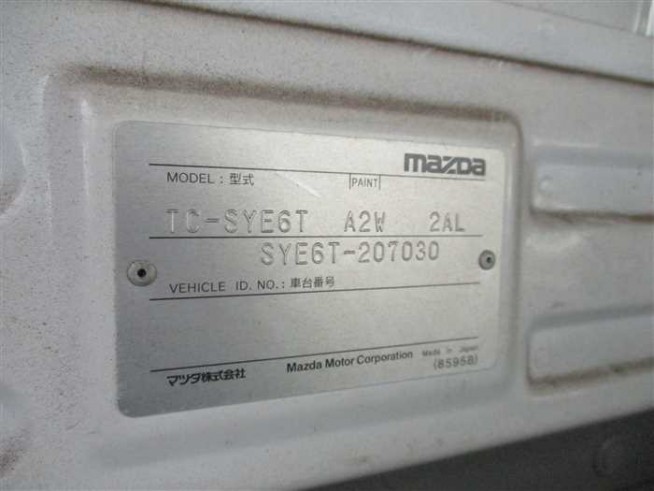 mazda
MODEL : 型式 PAINT
TC-SYE6T A2W 2AL
SYE6T-207030
VEHICLE ID. NO. : 車台番号
マツダ株式会社 Mazda Motor Corporation Made in Japan
(85958)